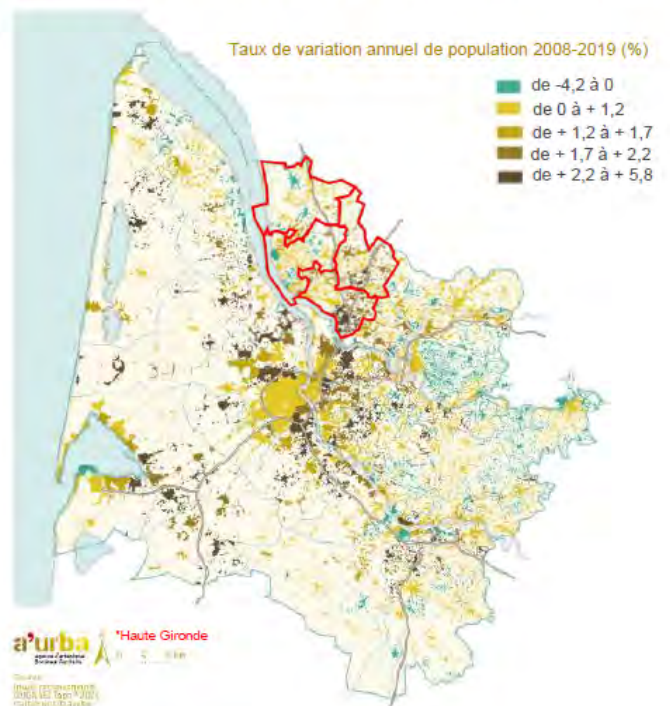 Taux de variation annuel de population 2008-2019 (%)
de -4,2 à 0
de 0 à + 1,2
de + 1,2 à + 1,7
de + 1,7 à + 2,2
de + 2,2 à + 5,8
*Haute Gironde
a'urba